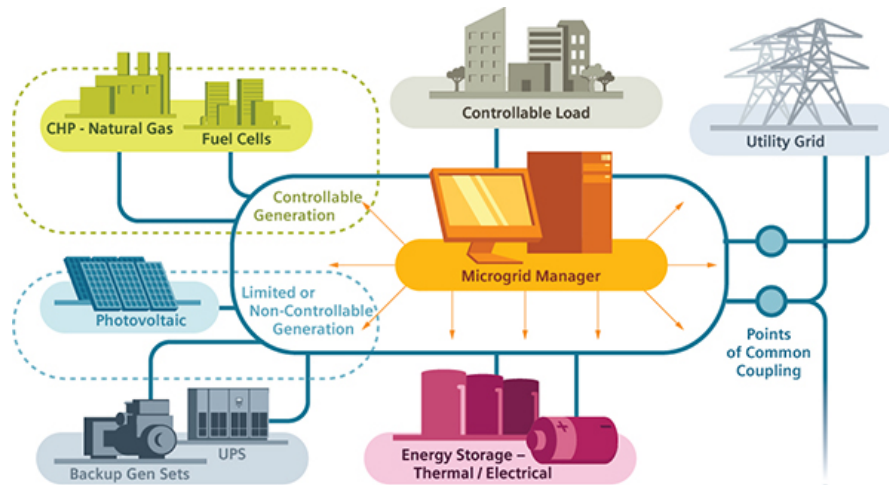 CHP - Natural Gas
Fuel Cells
Controllable Load
Utility Grid
Controllable
Generation
Microgrid Manager
Photovoltaic
Limited or
Non-Controllable
Generation
Points
of Common
Coupling
Backup Gen Sets
UPS
Energy Storage –
Thermal / Electrical